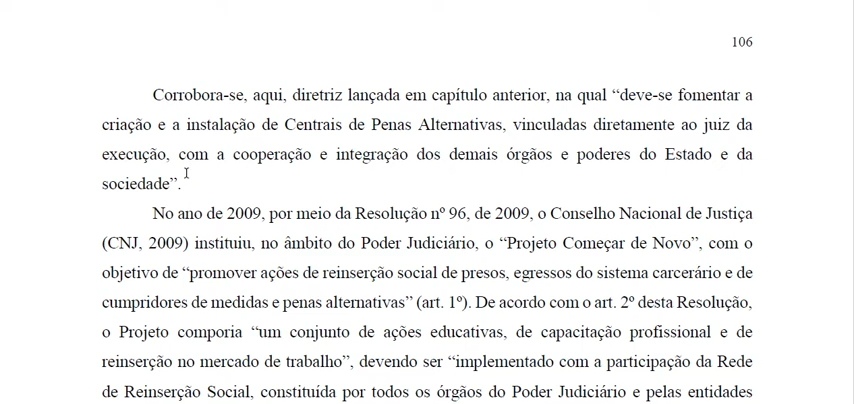 106
Corrobora-se, aqui, diretriz lançada em capítulo anterior, na qual “deve-se fomentar a
criação e a instalação de Centrais de Penas Alternativas, vinculadas diretamente ao juiz da
execução, com a cooperação e integração dos demais órgãos e poderes do Estado e da
sociedade”.
No ano de 2009, por meio da Resolução nº 96, de 2009, o Conselho Nacional de Justiça
(CNJ, 2009) instituiu, no âmbito do Poder Judiciário, o “Projeto Começar de Novo”, com o
objetivo de “promover ações de reinserção social de presos, egressos do sistema carcerário e de
cumpridores de medidas e penas alternativas” (art. 1º). De acordo com o art. 2º desta Resolução,
o Projeto comporia “um conjunto de ações educativas, de capacitação profissional e de
reinserção no mercado de trabalho”, devendo ser “implementado com a participação da Rede
de Reinserção Social, constituída por todos os órgãos do Poder Judiciário e pelas entidades